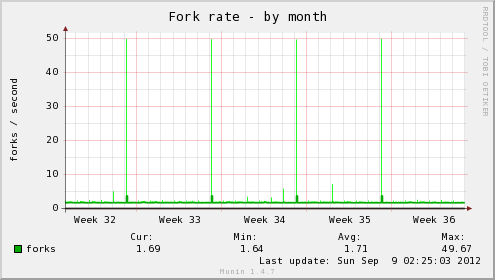 Fork rate - by month
RRDTOOL / TOBI OETIKER
forks / second
50
40
30
20
10
0
Week 32 Week 33 Week 34 Week 35 Week 36
Cur: Min: Avg: Max:
forks 1.69 1.64 1.71 49.67
Last update: Sun Sep 9 02:25:03 2012
Munin 1.4.7